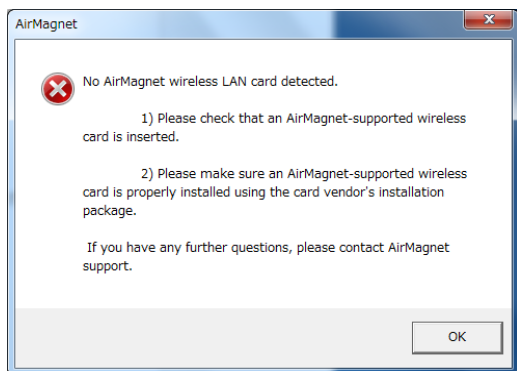 AirMagnet
No AirMagnet wireless LAN card detected.
1) Please check that an AirMagnet-supported wireless
card is inserted.
2) Please make sure an AirMagnet-supported wireless
card is properly installed using the card vendor's installation
package.
If you have any further questions, please contact AirMagnet
support.
OK